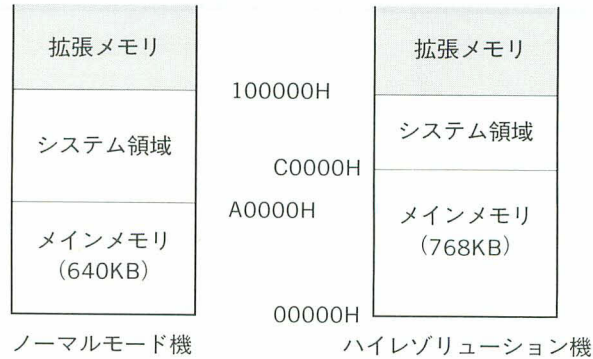 拡張メモリ
システム領域
メインメモリ
(640KB)
ノーマルモード機
100000H
C0000H
A0000H
00000H
拡張メモリ
システム領域
メインメモリ
(768KB)
ハイレゾリューション機